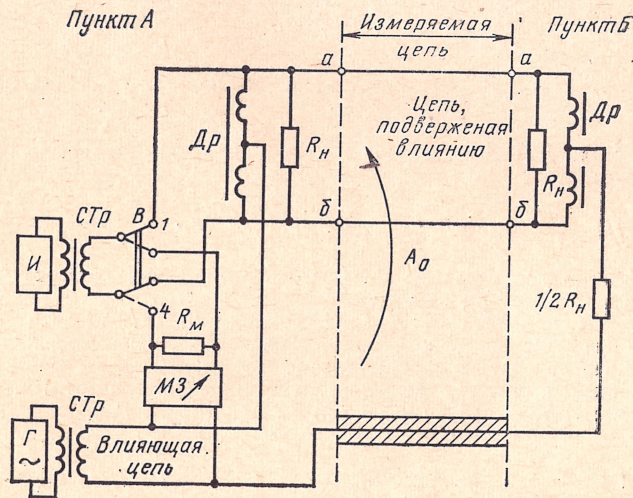 Пункт А
Измеряемая
цепь
Пункт Б
а
а
Др
Rн
Цепь,
подверженая
влиянию
Др
Rн
б
б
СТр
В
1
И
4
Rм
А0
1/2 Rн
МЗ
СТр
Г
~
Влияющая
цепь